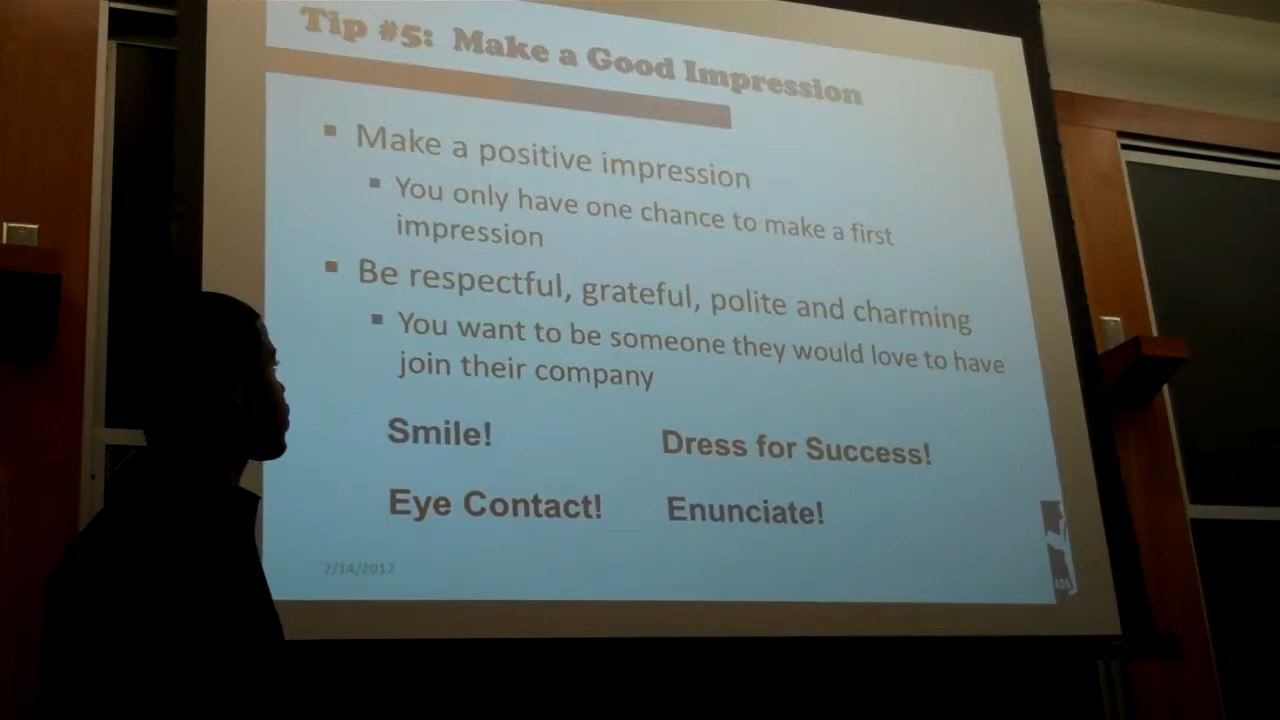 Tip #5: Make a Good Impression
Make a positive impression
You only have one chance to make a first
impression
Be respectful, grateful, polite and charming
You want to be someone they would love to have
join their company
Smile!
Dress for Success!
Eye Contact!
Enunciate!
2/14/2012